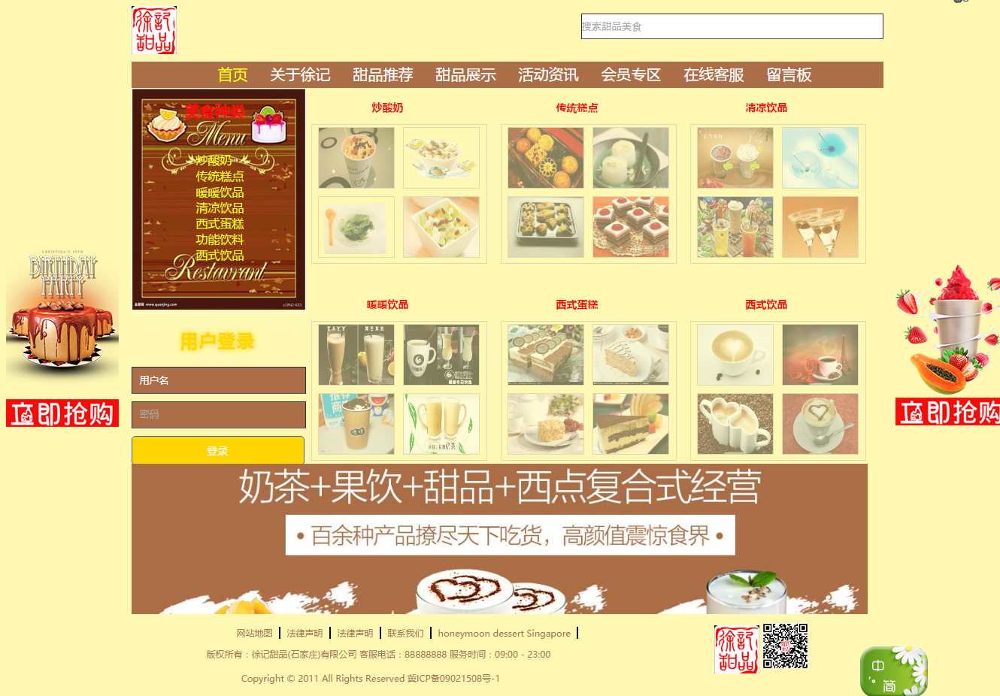 徐記
甜品
搜索甜品美食
首页 关于徐记 甜品推荐 甜品展示 活动资讯 会员专区 在线客服 留言板
美食种类
Menu
炒酸奶
传统糕点
暖暖饮品
清凉饮品
西式蛋糕
功能饮料
西式饮品
Restaurant
全景网 www.quanjing.com
炒酸奶 传统糕点 清凉饮品
暖暖饮品 西式蛋糕 西式饮品
BIRTHDAY
PARTY
立即抢购
立即抢购
用户登录
用户名
密码
登录
奶茶+果饮+甜品+西点复合式经营
• 百余种产品撩尽天下吃货，高颜值震惊食界 •
网站地图 法律声明 法律声明 联系我们 honeymoon dessert Singapore
版权所有：徐记甜品(石家庄)有限公司 客服电话：88888888 服务时间：09:00 - 23:00
Copyright © 2011 All Rights Reserved 冀ICP备09021508号-1
徐記
甜品
中
简